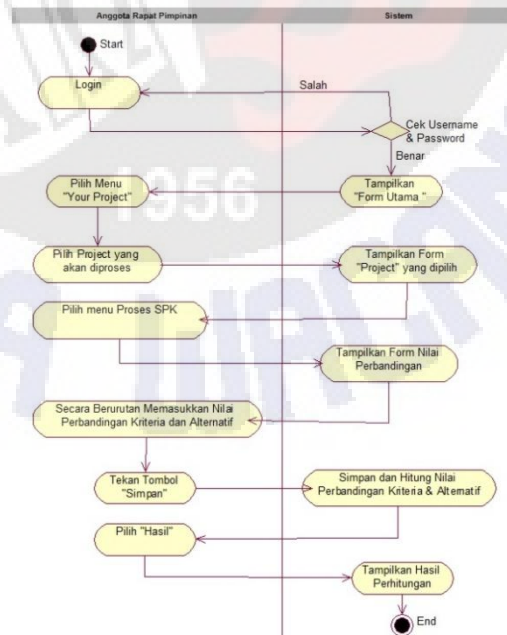 Anggota Rapat Pimpinan
Sistem
Start
Login
Salah
Cek Username
& Password
Benar
Pilih Menu
"Your Project"
Tampilkan
"Form Utama "
1956
Pilih Project yang
akan diproses
Tampilkan Form
"Project" yang dipilih
Pilih menu Proses SPK
Tampilkan Form Nilai
Perbandingan
Secara Berurutan Memasukkan Nilai
Perbandingan Kriteria dan Alternatif
Tekan Tombol
"Simpan"
Simpan dan Hitung Nilai
Perbandingan Kriteria & Alternatif
Pilih "Hasil"
Tampilkan Hasil
Perhitungan
End